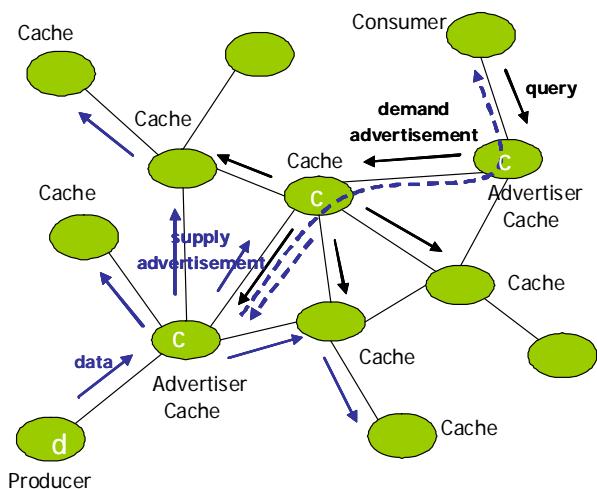 Consumer
Cache
query
Cache
demand
advertisement
Cache
C
C
Advertiser
Cache
Cache
supply
advertisement
Cache
C
Cache
data
Advertiser
Cache
Cache
d
Producer